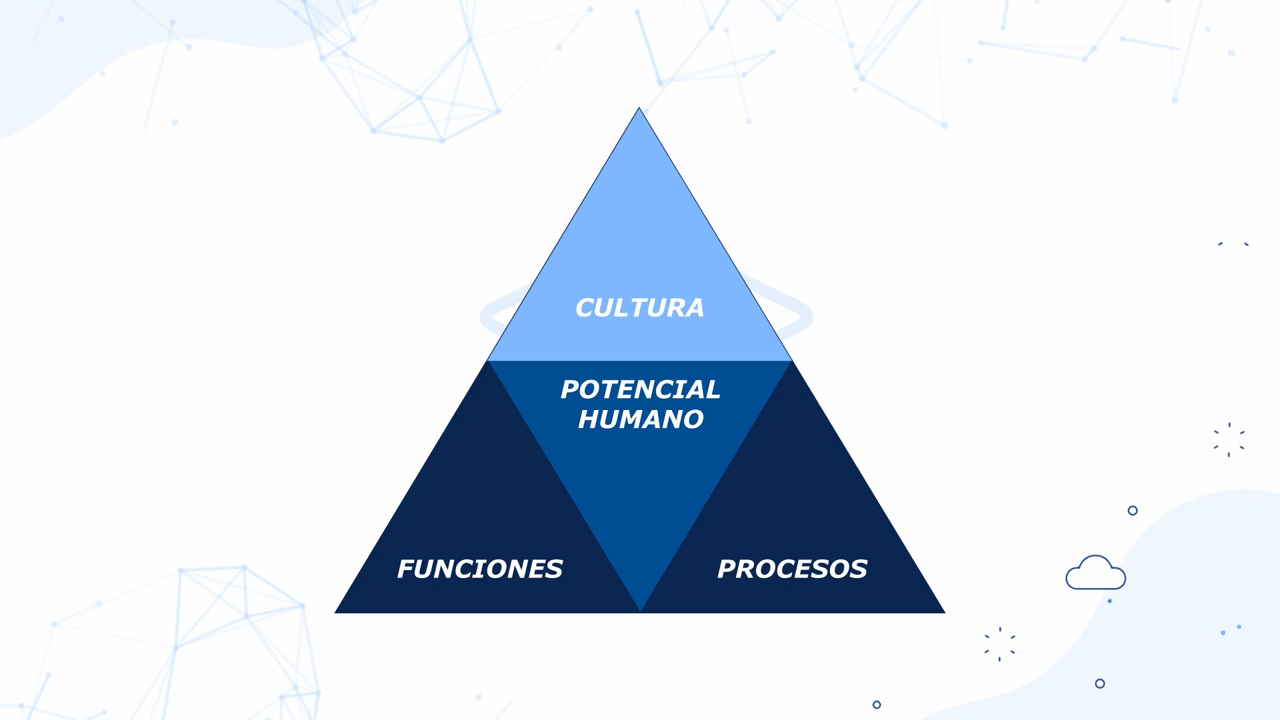 CULTURA
POTENCIAL
HUMANO
FUNCIONES
PROCESOS